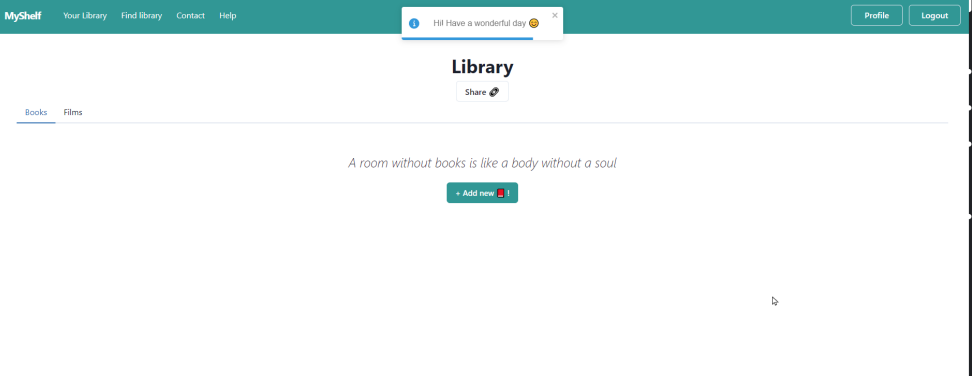 MyShelf Your Library Find library Contact Help
Hi! Have a wonderful day 😊
Profile Logout
Library
Share 🔗
Books Films
A room without books is like a body without a soul
+ Add new 📕 !